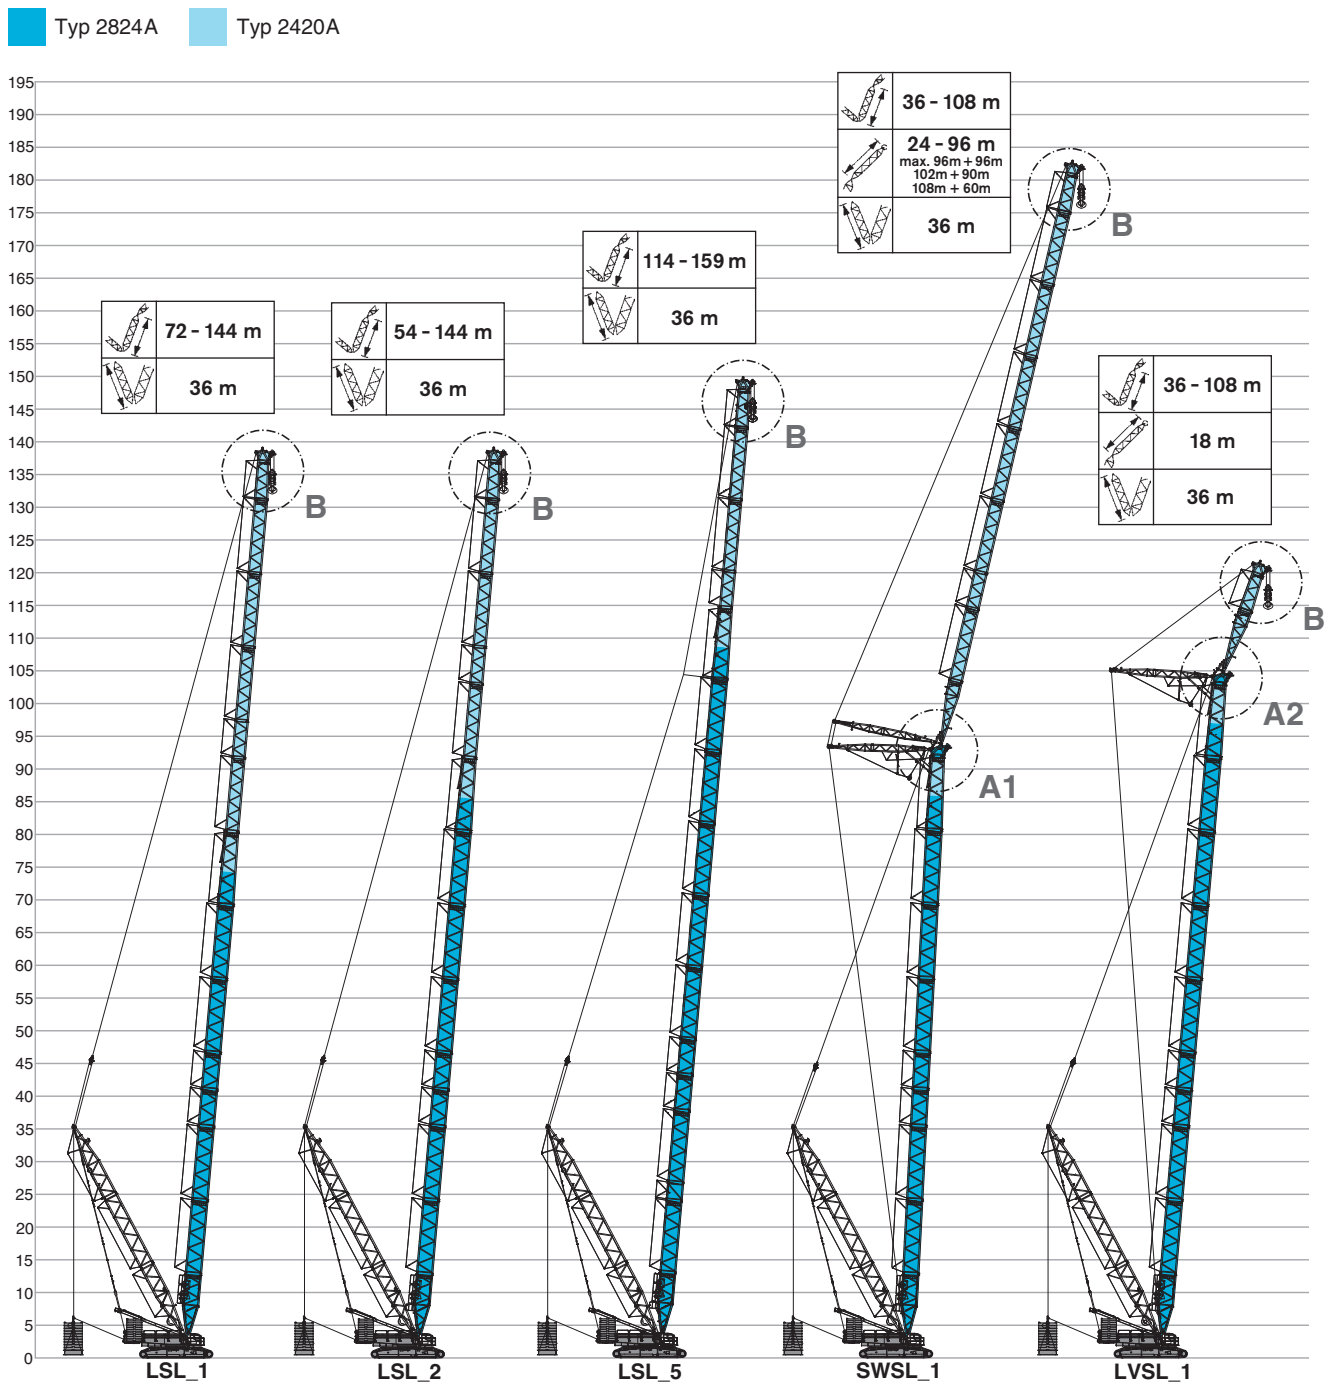 Typ 2824A
Typ 2420A
195
190
185
180
175
170
165
160
155
150
145
140
135
130
125
120
115
110
105
100
95
90
85
80
75
70
65
60
55
50
45
40
35
30
25
20
15
10
5
0
72 - 144 m
36 m
B
LSL_1
54 - 144 m
36 m
B
LSL_2
114 - 159 m
36 m
B
LSL_5
36 - 108 m
24 - 96 m
max. 96m + 96m
102m + 90m
108m + 60m
36 m
B
A1
SWSL_1
36 - 108 m
18 m
36 m
B
A2
LVSL_1